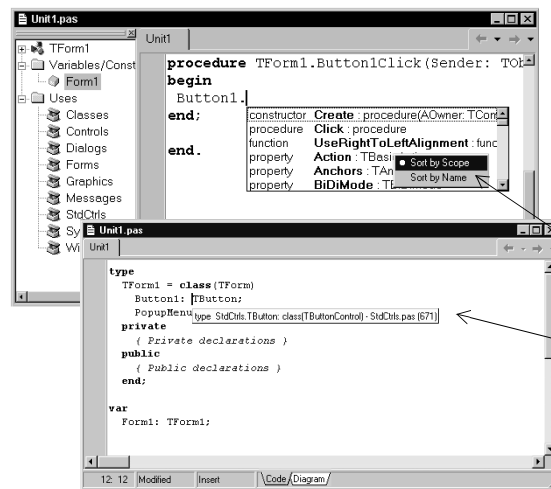 Unit1.pas
TForm1
Variables/Const
Form1
Uses
Classes
Controls
Dialogs
Forms
Graphics
Messages
StdCtrls
Sy
Wi
Unit1
procedure TForm1.Button1Click(Sender: TOb
begin
Button1.
end;
end.
constructor Create : procedure(AOwner: TCom
procedure Click : procedure
function UseRightToLeftAlignment : func
property Action : TBasi
property Anchors : TAn
property BiDiMode :
Sort by Scope
Sort by Name
Unit1.pas
Unit1
type
TForm1 = class(TForm)
Button1: TButton;
PopupMenu
type StdCtrls.TButton: class(TButtonControl) - StdCtrls.pas (671)
private
{ Private declarations }
public
{ Public declarations }
end;
var
Form1: TForm1;
12: 12 Modified Insert Code Diagram